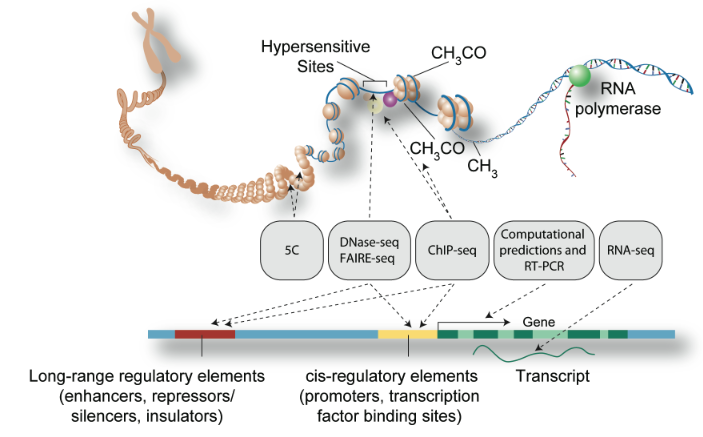 Hypersensitive
Sites
CH3CO
RNA
polymerase
CH3CO
CH3
5C
DNase-seq
FAIRE-seq
ChIP-seq
Computational
predictions and
RT-PCR
RNA-seq
Gene
Long-range regulatory elements
(enhancers, repressors/
silencers, insulators)
cis-regulatory elements
(promoters, transcription
factor binding sites)
Transcript